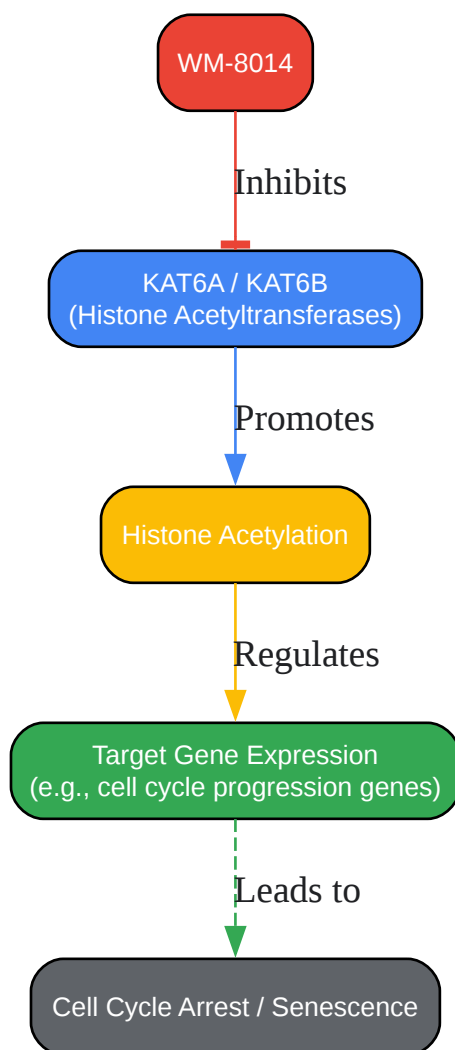 WM-8014
Inhibits
KAT6A / KAT6B
(Histone Acetyltransferases)
Promotes
Histone Acetylation
Regulates
Target Gene Expression
(e.g., cell cycle progression genes)
Leads to
Cell Cycle Arrest / Senescence